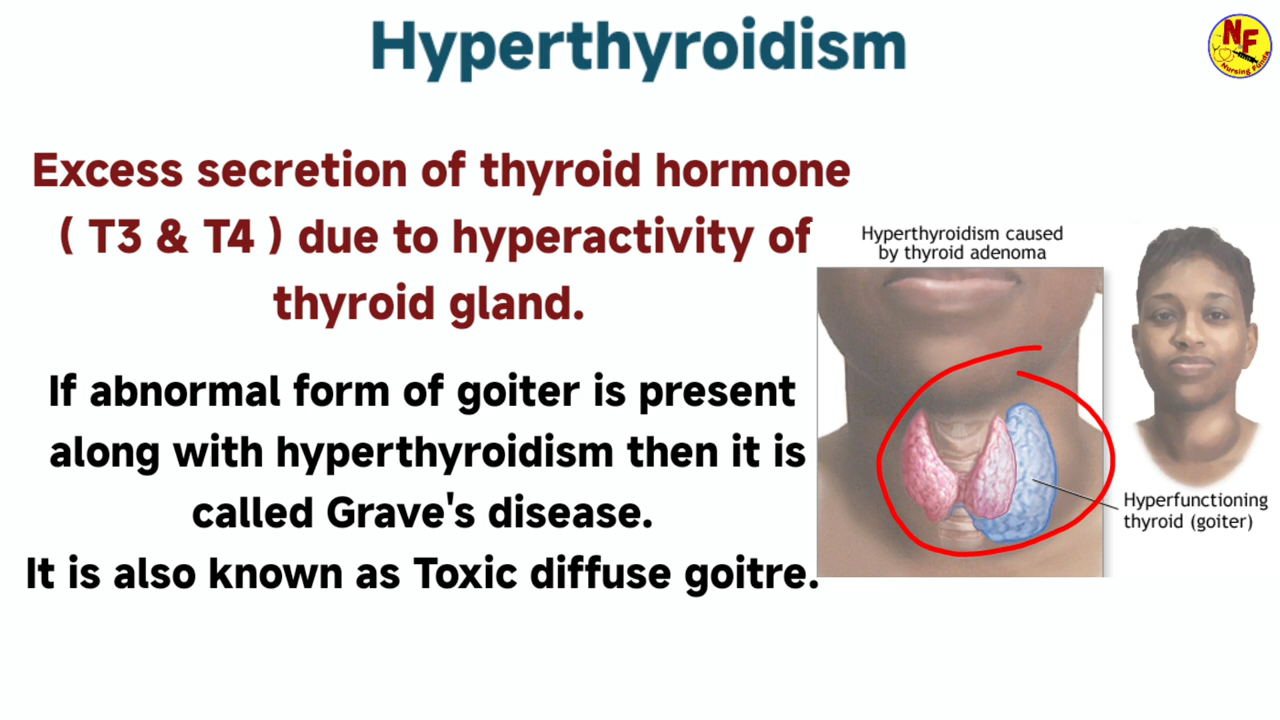 Hyperthyroidism
NF
Nursing Funda
Excess secretion of thyroid hormone
( T3 & T4 ) due to hyperactivity of
thyroid gland.
If abnormal form of goiter is present
along with hyperthyroidism then it is
called Grave's disease.
It is also known as Toxic diffuse goitre.
Hyperthyroidism caused
by thyroid adenoma
Hyperfunctioning
thyroid (goiter)